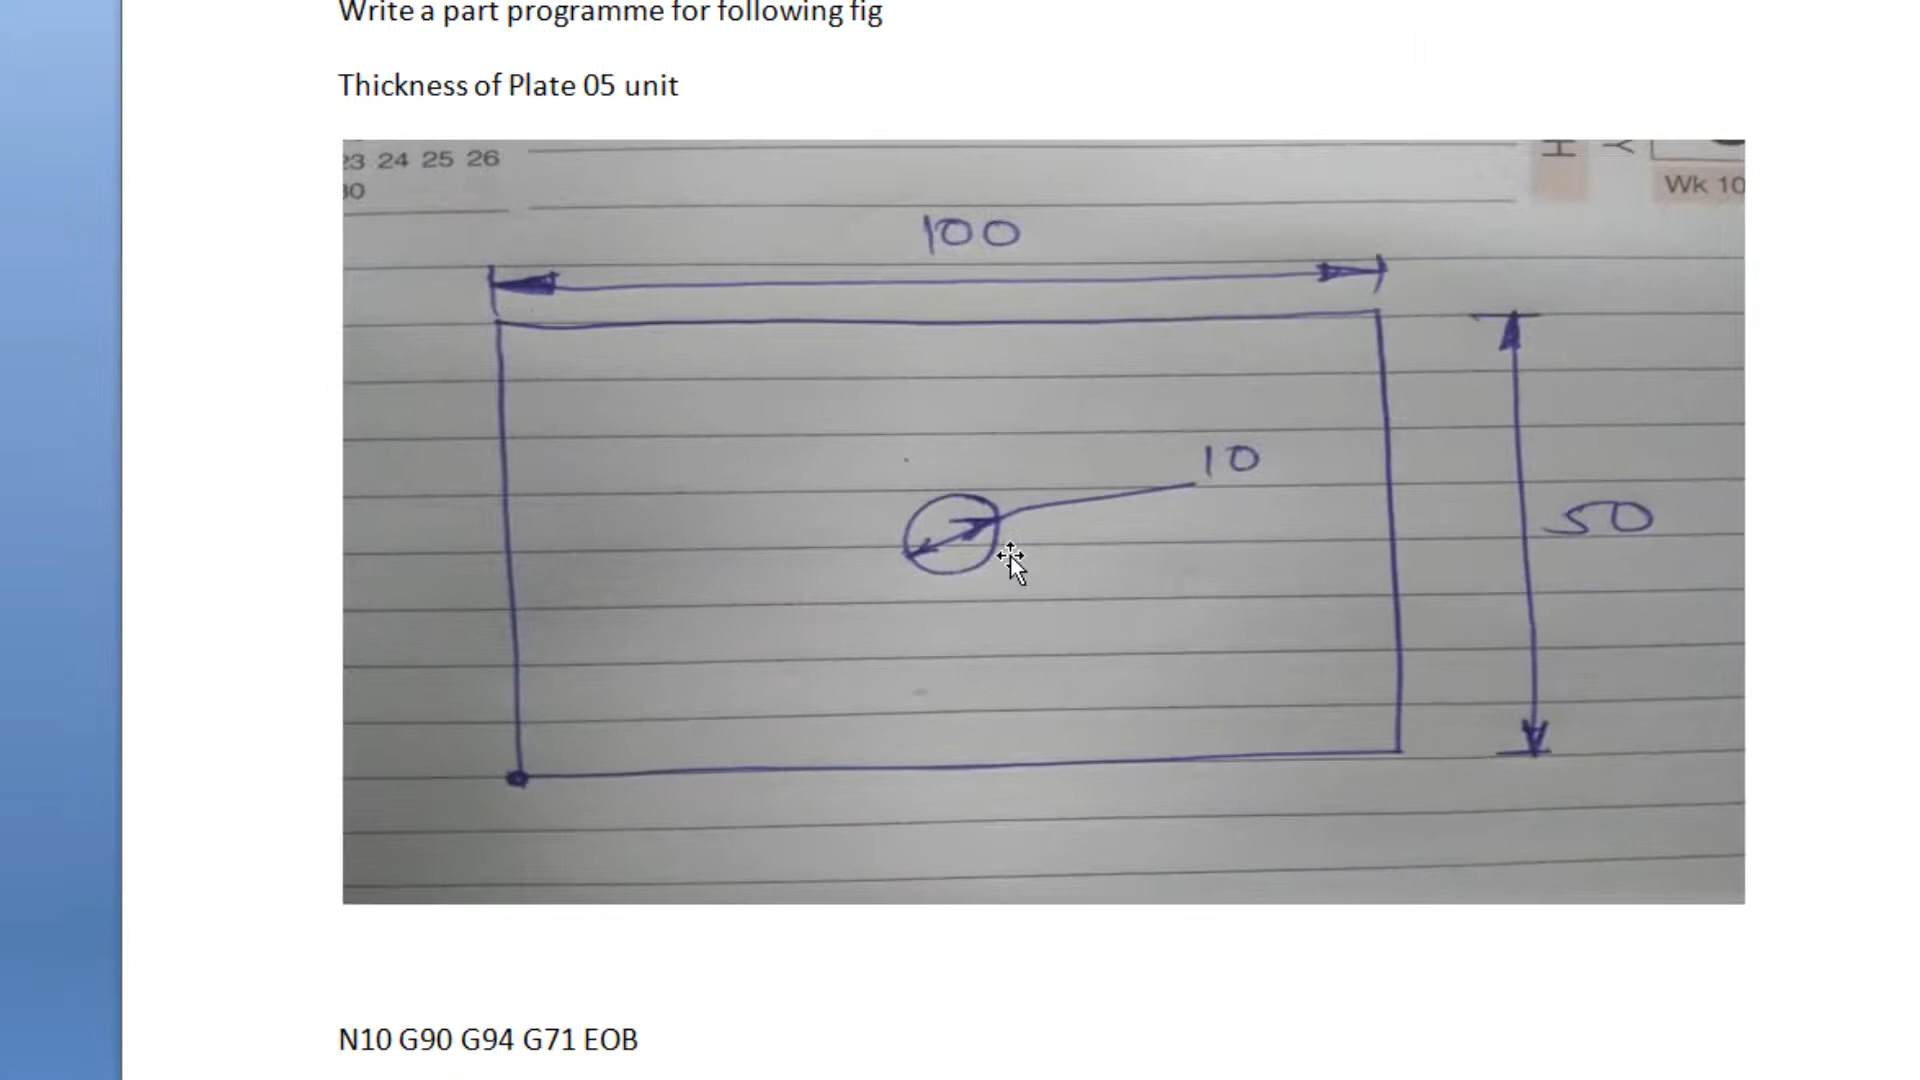 Write a part programme for following fig
Thickness of Plate 05 unit
23 24 25 26
30
H Y
Wk 10
100
10
50
N10 G90 G94 G71 EOB